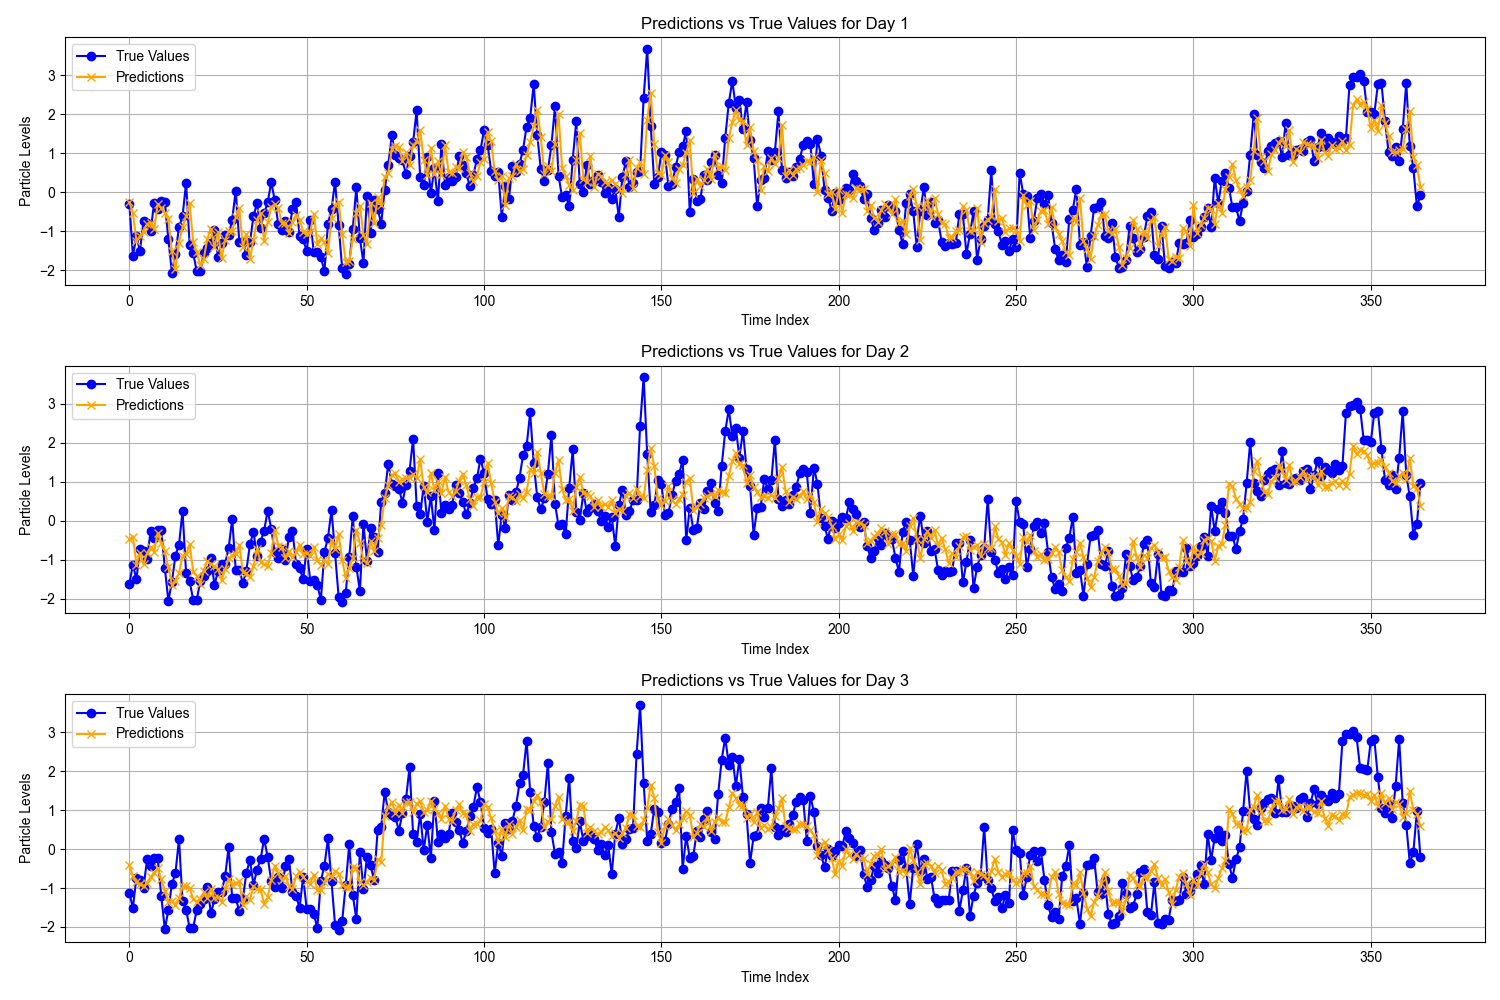 Predictions vs True Values for Day 1
True Values
Predictions
Particle Levels
3
2
1
0
−1
−2
0 50 100 150 200 250 300 350
Time Index
Predictions vs True Values for Day 2
True Values
Predictions
Particle Levels
3
2
1
0
−1
−2
0 50 100 150 200 250 300 350
Time Index
Predictions vs True Values for Day 3
True Values
Predictions
Particle Levels
3
2
1
0
−1
−2
0 50 100 150 200 250 300 350
Time Index